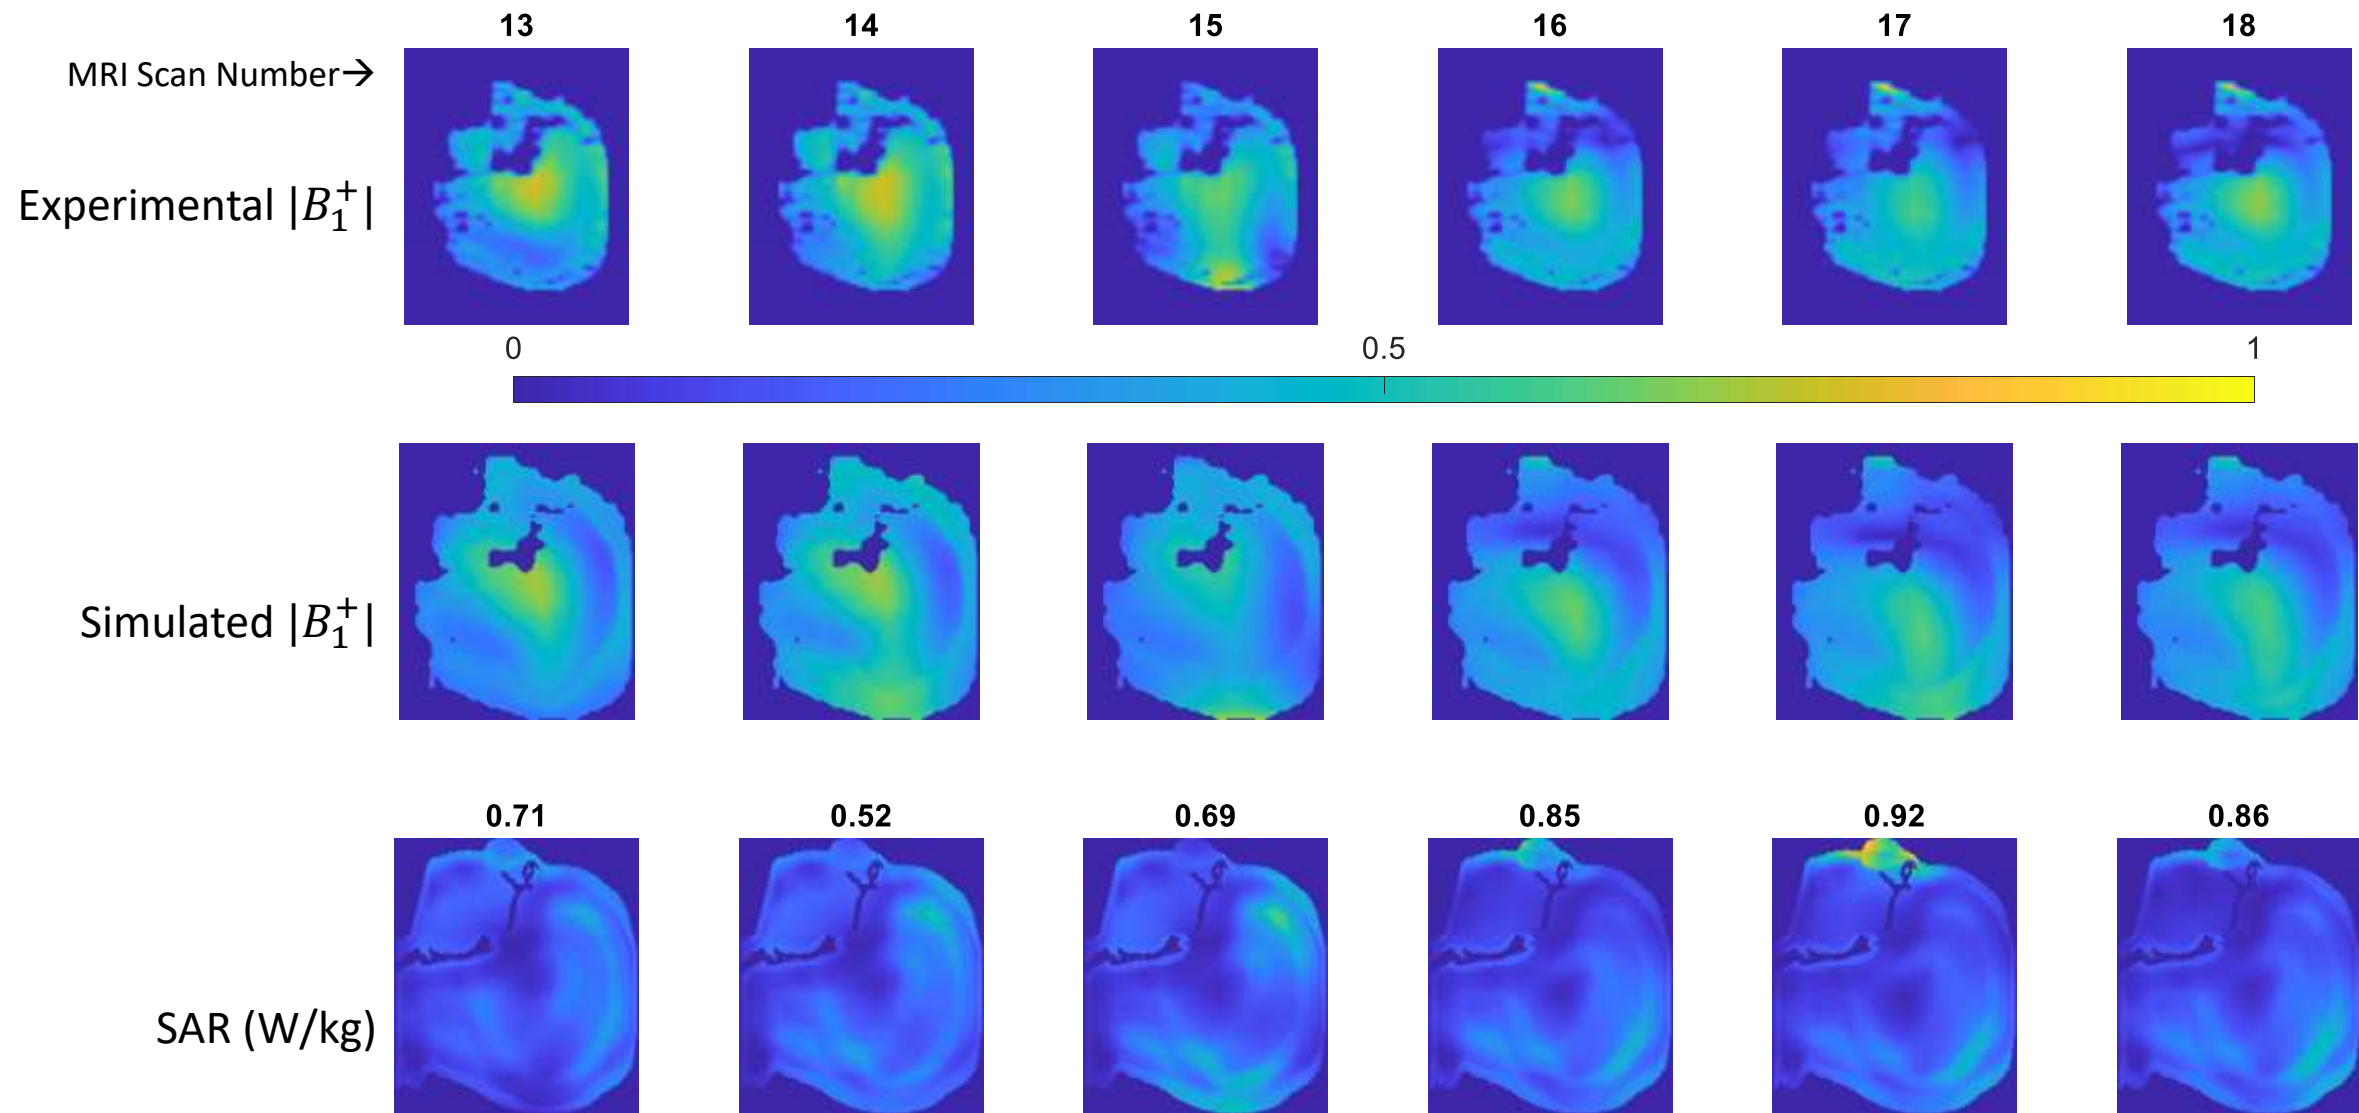 13 14 15 16 17 18
MRI Scan Number→
Experimental |B₁⁺|
0 0.5 1
Simulated |B₁⁺|
0.71 0.52 0.69 0.85 0.92 0.86
SAR (W/kg)